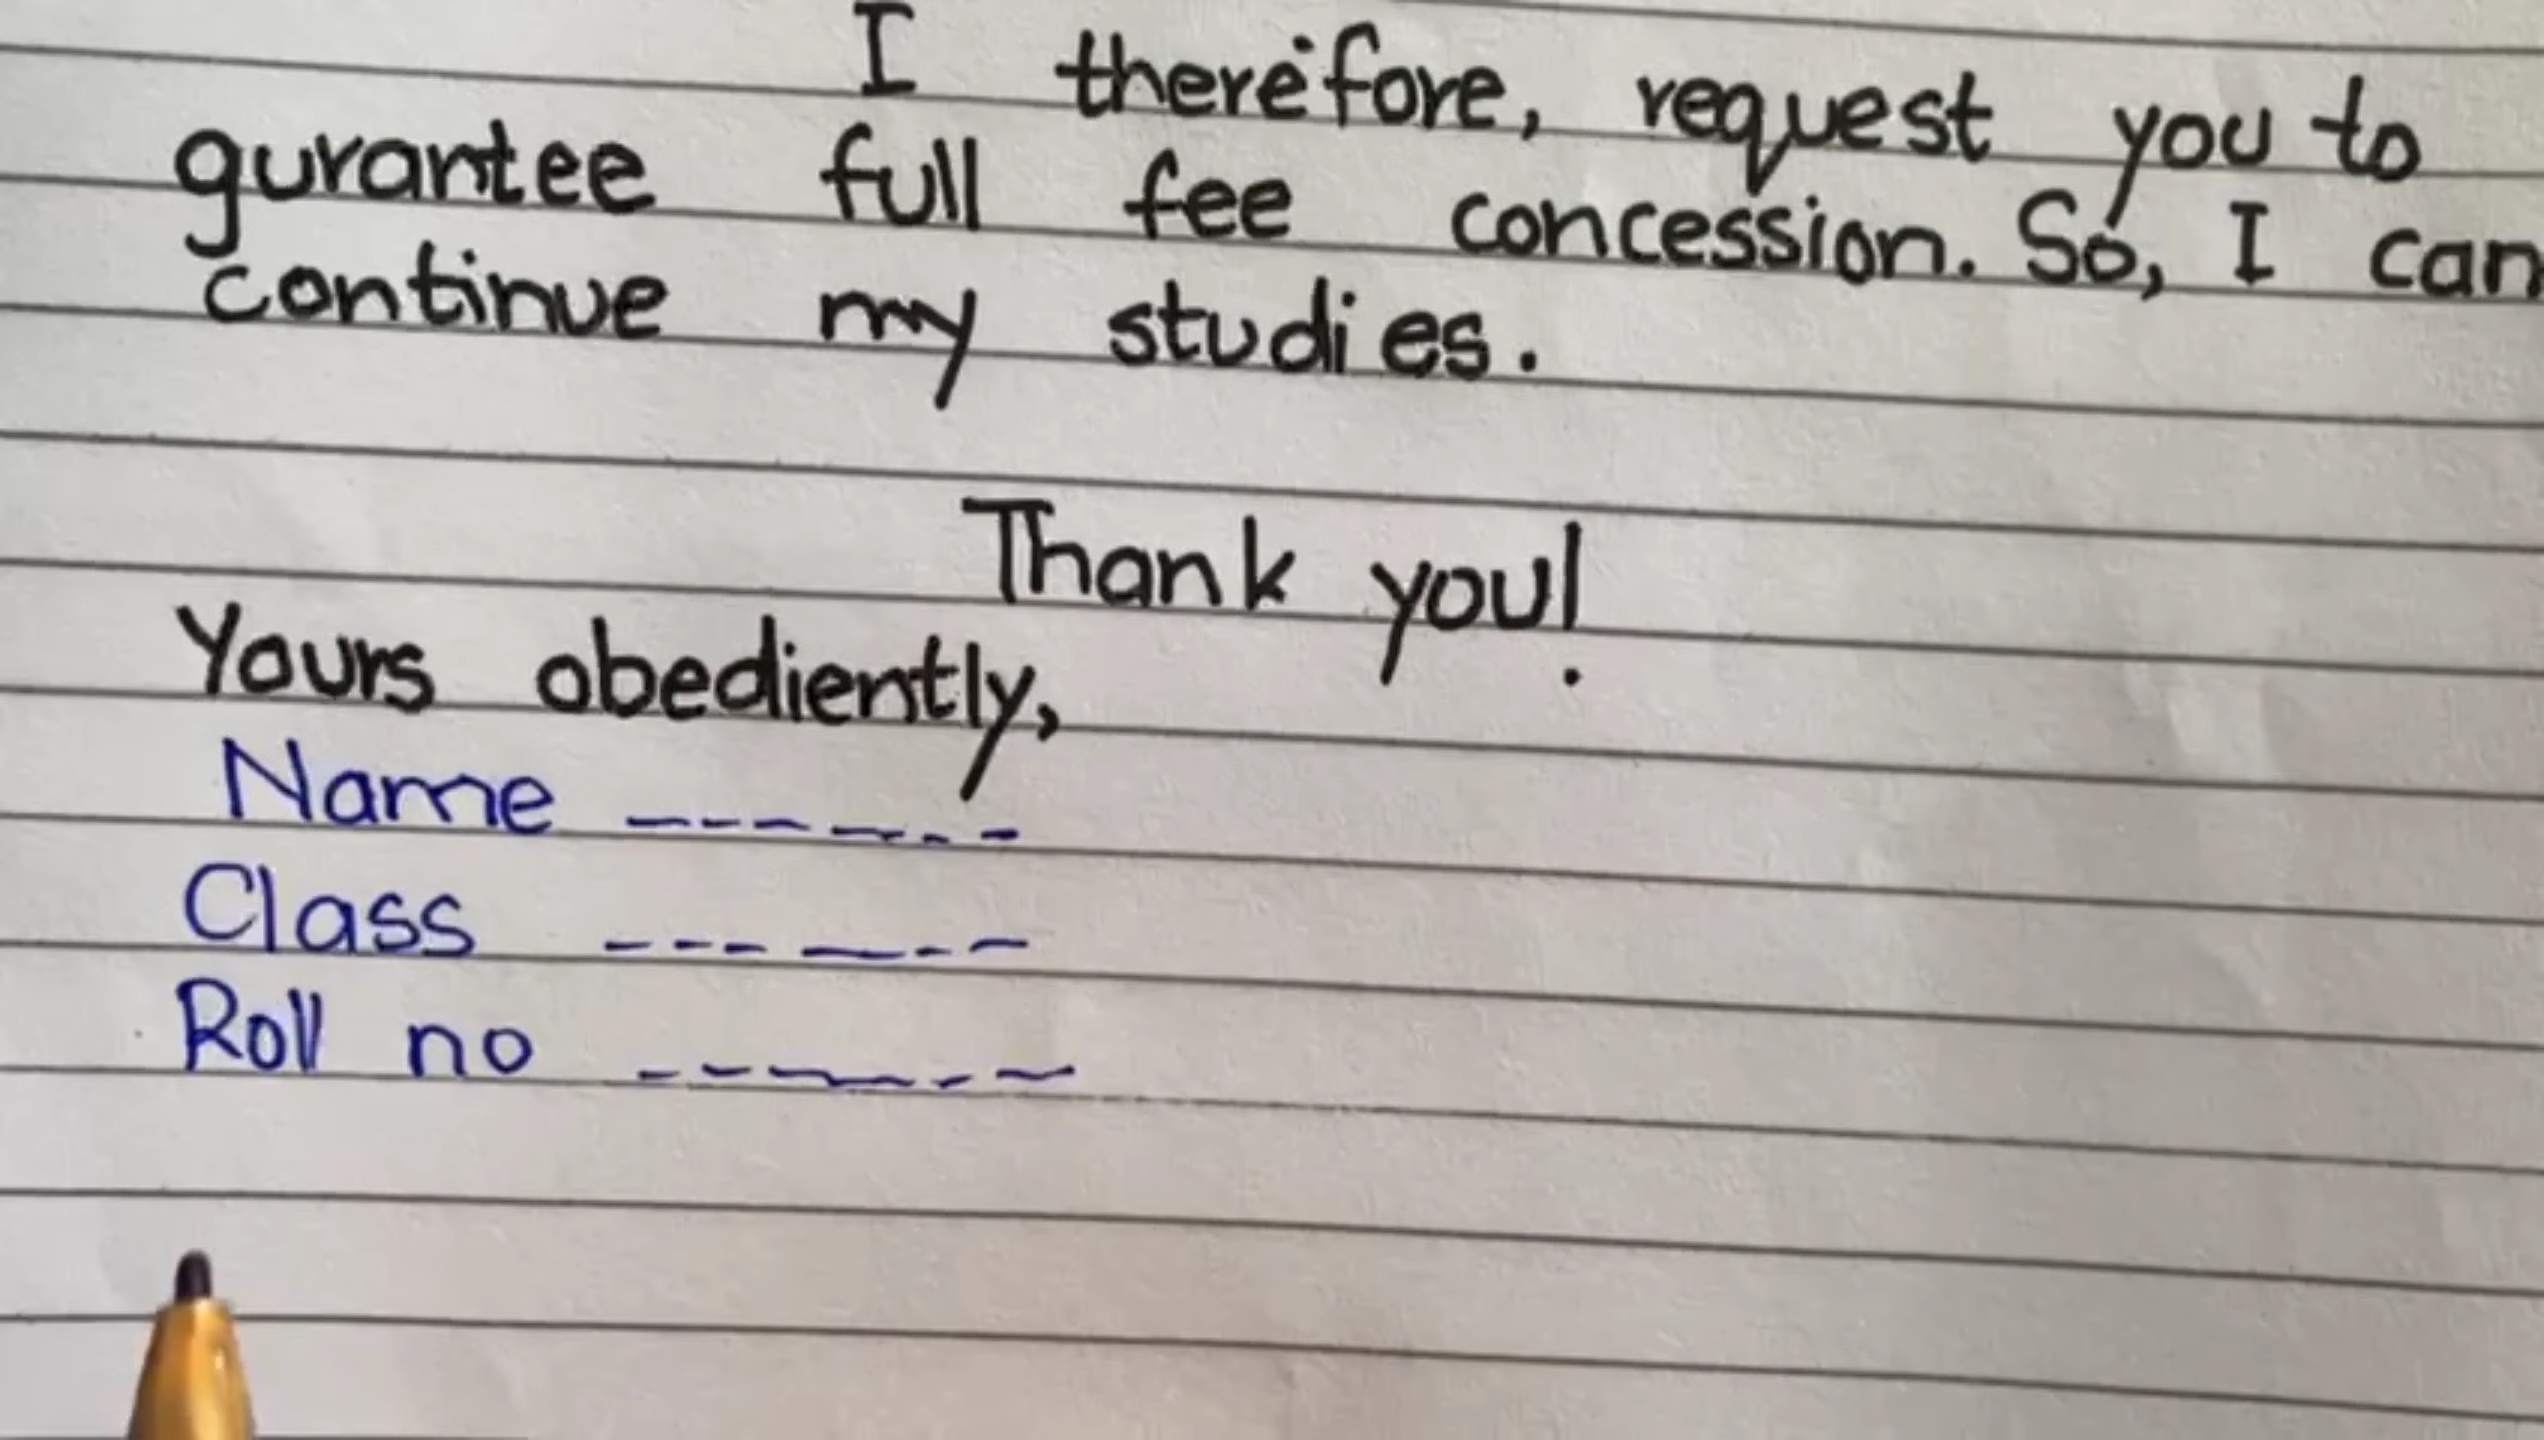 I therefore, request you to
gurantee full fee concession. So, I can
continue my studies.
Thank you!
Yours obediently,
Name ------
Class ------
Roll no ------